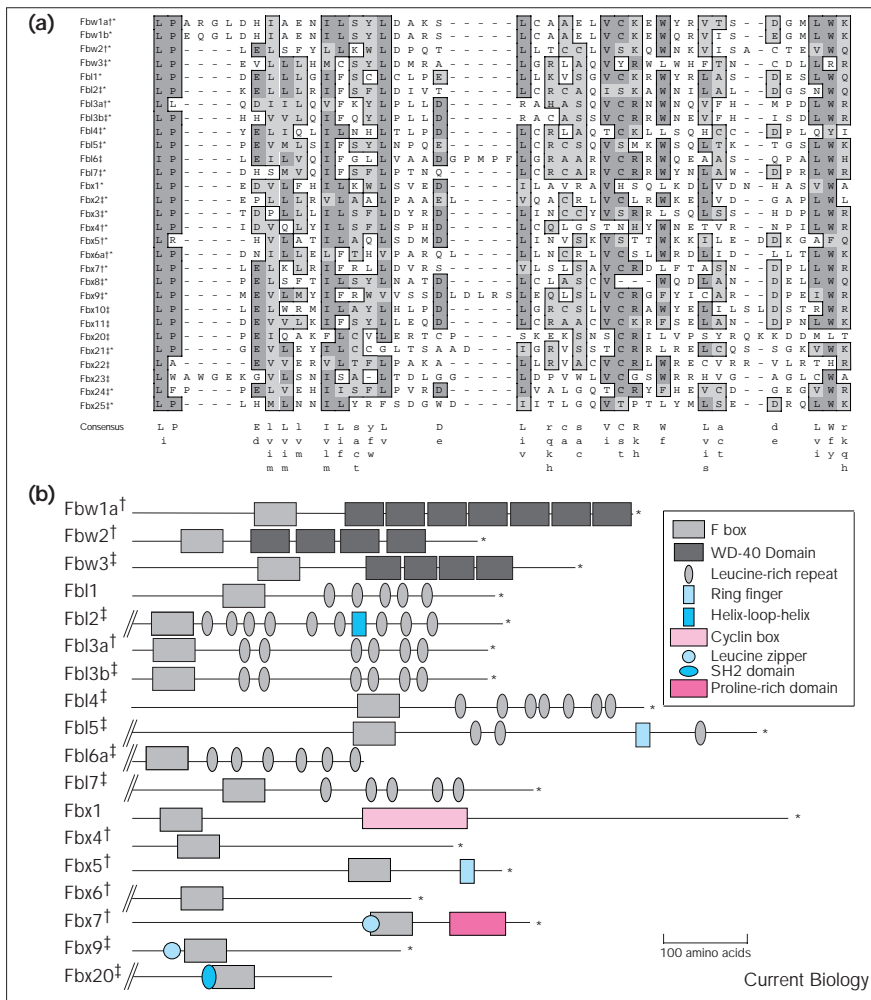 (a)
Fbw1a†* L P A R G L D H I A E N I L S Y L D A K S - - - - - L C A A E L V C K E W Y R V T S - - D G M L W K
Fbw1b* L P E Q G L D H I A E N I L S Y L D A R S - - - - - L C A A E L V C K E W Q R V I S - - E G M L W K
Fbw2†* L P - - - - - - E L S F Y L L K W L D P Q T - - - - - L T C C L V S K Q W N K V I S A C T E V W Q
Fbw3‡* L P - - - - - E V L L L H M C S Y M D A R - - - - - L G R L A Q V Y R W L W H F T N - - C D L L R R
Fbl1* L P - - - - - D E L L L G I F S C L C L P E - - - - - L L K V S G V C K R W Y R L A S - - D E S L W Q
Fbl2‡* L P - - - - - K E L L L R I F S F L D I V T - - - - - L C R C A Q I S K A W N I L A L - - D G S N W Q
Fbl3a†* L L - - - - - Q D I I L Q V F K Y L P L L D - - - - - R A H A S Q V C R N W N Q V F H - - M P D L W R
Fbl3b‡* L P - - - - - H H V V L Q I F Q Y L P L L D - - - - - R A C A S S V C R R W N E V F H - - I S D L W R
Fbl4‡* L P - - - - - Y E L I Q L I L N H L T L P D - - - - - L C R L A Q T C K L L S Q H C C - - D P L Q Y I
Fbl5†* L P - - - - - M E V L L S I F S Y L N P Q E - - - - - L C R C S Q V S M K W S Q L T K - - T G S L W K
Fbl6‡ L P - - - - - L E I L V Q I F G L L V A A D G P M P F L G R A A R V C R R W Q E A A S - - Q P A L W H
Fbl7‡ L P - - - - - D H S M V Q I F S F L P T N Q - - - - - L C R C A R V C R R W Y N L A W - - D P R L W R
Fbx1* L P - - - - - E D V L F H I L K W L S V E D - - - - - I L A V R A V H S Q L K D L V D N - H A S V W A
Fbx2‡* L P - - - - - E P L L L R V L A A L P A A E L - - - - V Q A C R L V C L R W K E L V D - - G A P L W L
Fbx3‡* L P - - - - - T D P L L L I L S F L D Y R D - - - - - L I N C C Y V S R R L S Q L S S - - H D P L W R
Fbx4†* L P - - - - - I D V Q L Y I L S F L S P H D - - - - - L C Q L G S T N H Y W N E T V R - - N P I L W R
Fbx5†* L R - - - - - H V L A T I L A Q L S D M D - - - - - L I N V S K V S T T W K K I L E D D K G A F Q
Fbx6a†* L P - - - - - D N I L L E L F T H V P A R Q L - - - - L L N C R L V C S L W R D L I D - - L M T L W K
Fbx7†* L P - - - - - L E L K L R I F R L L D V R S - - - - - V L S L S A V C R D L F T A S N - - D P L L W R
Fbx8‡* L P - - - - - P E L S F T I L S Y L N A T D - - - - - L C L A S C V - - W Q D L A N - - D E L L W Q
Fbx9‡* L P - - - - - M E V L M Y I F R W V V S S D L D L R S L E Q L S L V C R G F Y I C A R - - D P E I W R
Fbx10‡ L P - - - - - W E M L R I L A Y L H L P D - - - - - L G R C S L V C R A W Y E L I L S L D S T R W R
Fbx11‡ L P - - - - - D E V V L K I F S Y L L E Q D - - - - - L C R A A C V C K R F S E L A N - - D P N L W K
Fbx20‡ L P - - - - - P E I Q A K F L C V L E R T C P - - - - S K E K S N S C R I L V P S Y R Q K K D D M L
Fbx21‡* L P - - - - - G E V L E Y I L C C G L T S A A D - - - I G R V S S T C R R L R E L C Q S - S G K V W K
Fbx22‡ L A - - - - - E V V E R V L T F L P A K A - - - - - L L R V A C V C R L W R E C V R R - - V L R T H R
Fbx23‡ L W A W G E K G V L S N I S A L T D L G G - - - - - L D P V W L V C G S W R R H V G - - A G L C W A
Fbx24‡* L F P - - - - - P E L V E H I I S F L P V R D - - - - - L V A L G Q T C R Y F H E V C D - - G E G V W R
Fbx25‡* L P - - - - - L H M L N N I L Y R F S D G W D - - - - - I I T L G Q V T P T L Y M L S E - - D R Q L W K
Consensus L P E l L l I L s y L D L r c s V C R W L a d L W r
i d v v v v i a f v e i q a a i s k f v c e v f k
i i l f c w v k c t h i t i y q
m m m t h s h
(b)
Fbw1a†
*
Fbw2†
*
Fbw3‡
*
Fbl1
*
Fbl2‡
*
Fbl3a†
*
Fbl3b‡
*
Fbl4‡
*
Fbl5‡
*
Fbl6a‡
Fbl7‡
*
Fbx1
*
Fbx4†
*
Fbx5†
*
Fbx6†
*
Fbx7†
*
Fbx9‡
*
Fbx20‡
F box
WD-40 Domain
Leucine-rich repeat
Ring finger
Helix-loop-helix
Cyclin box
Leucine zipper
SH2 domain
Proline-rich domain
100 amino acids
Current Biology